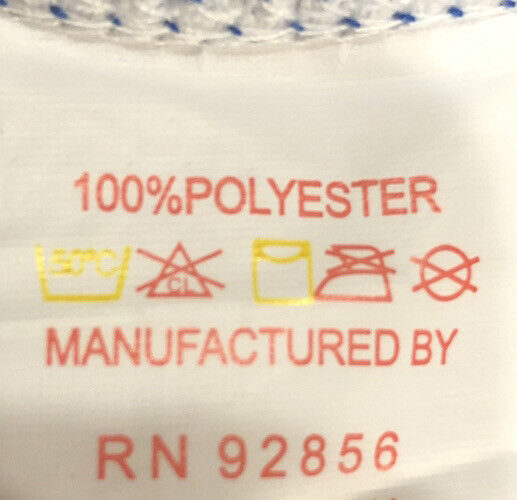 100%POLYESTER
50°C CL
MANUFACTURED BY
RN 92856